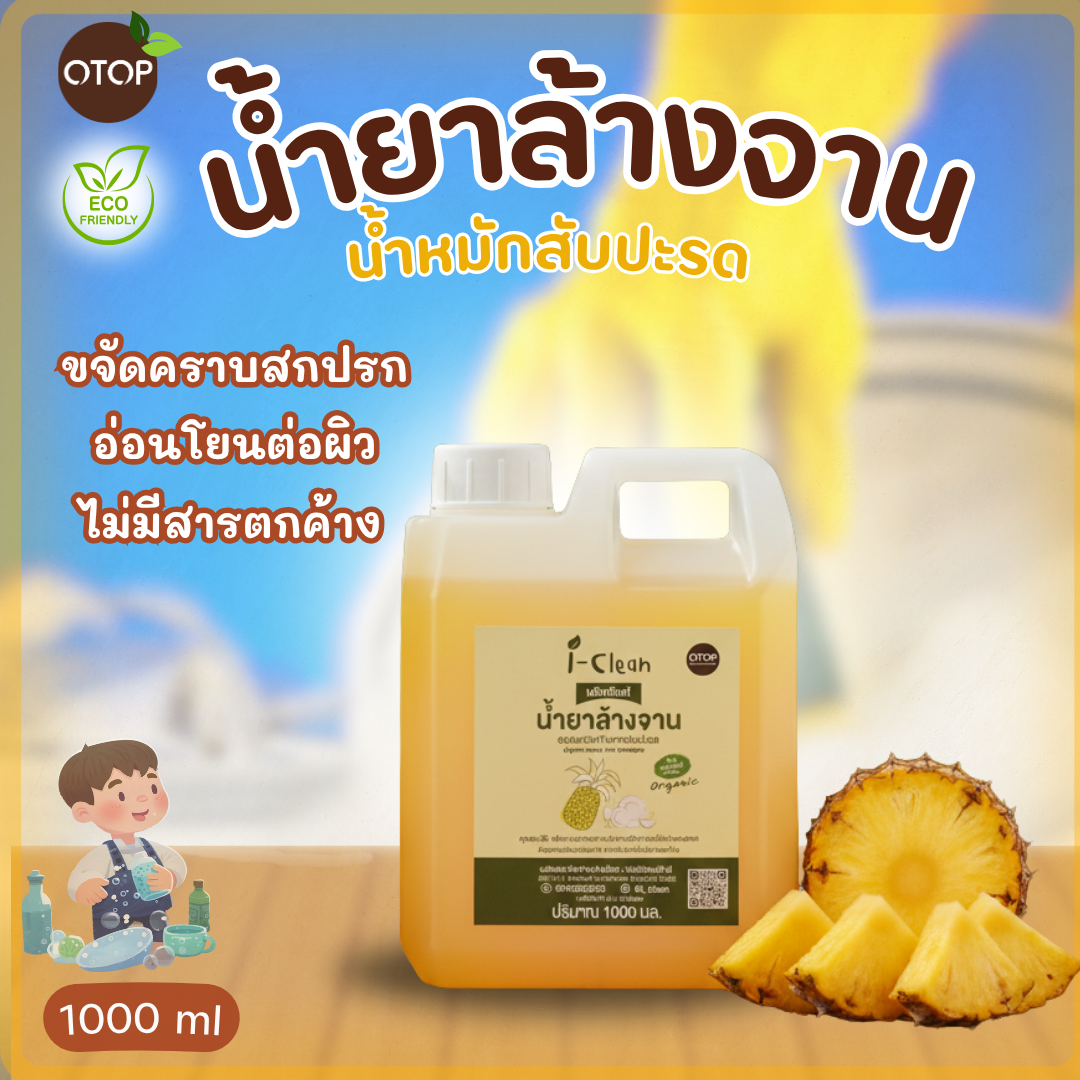 OTOP
น้ำยาล้างจาน
ECO
FRIENDLY
น้ำหมักสับปะรด
ขจัดคราบสกปรก
อ่อนโยนต่อผิว
ไม่มีสารตกค้าง
i-Clean
OTOP
น้ำยาล้างจาน
Organic
ปริมาณ 1000 มล.
1000 ml